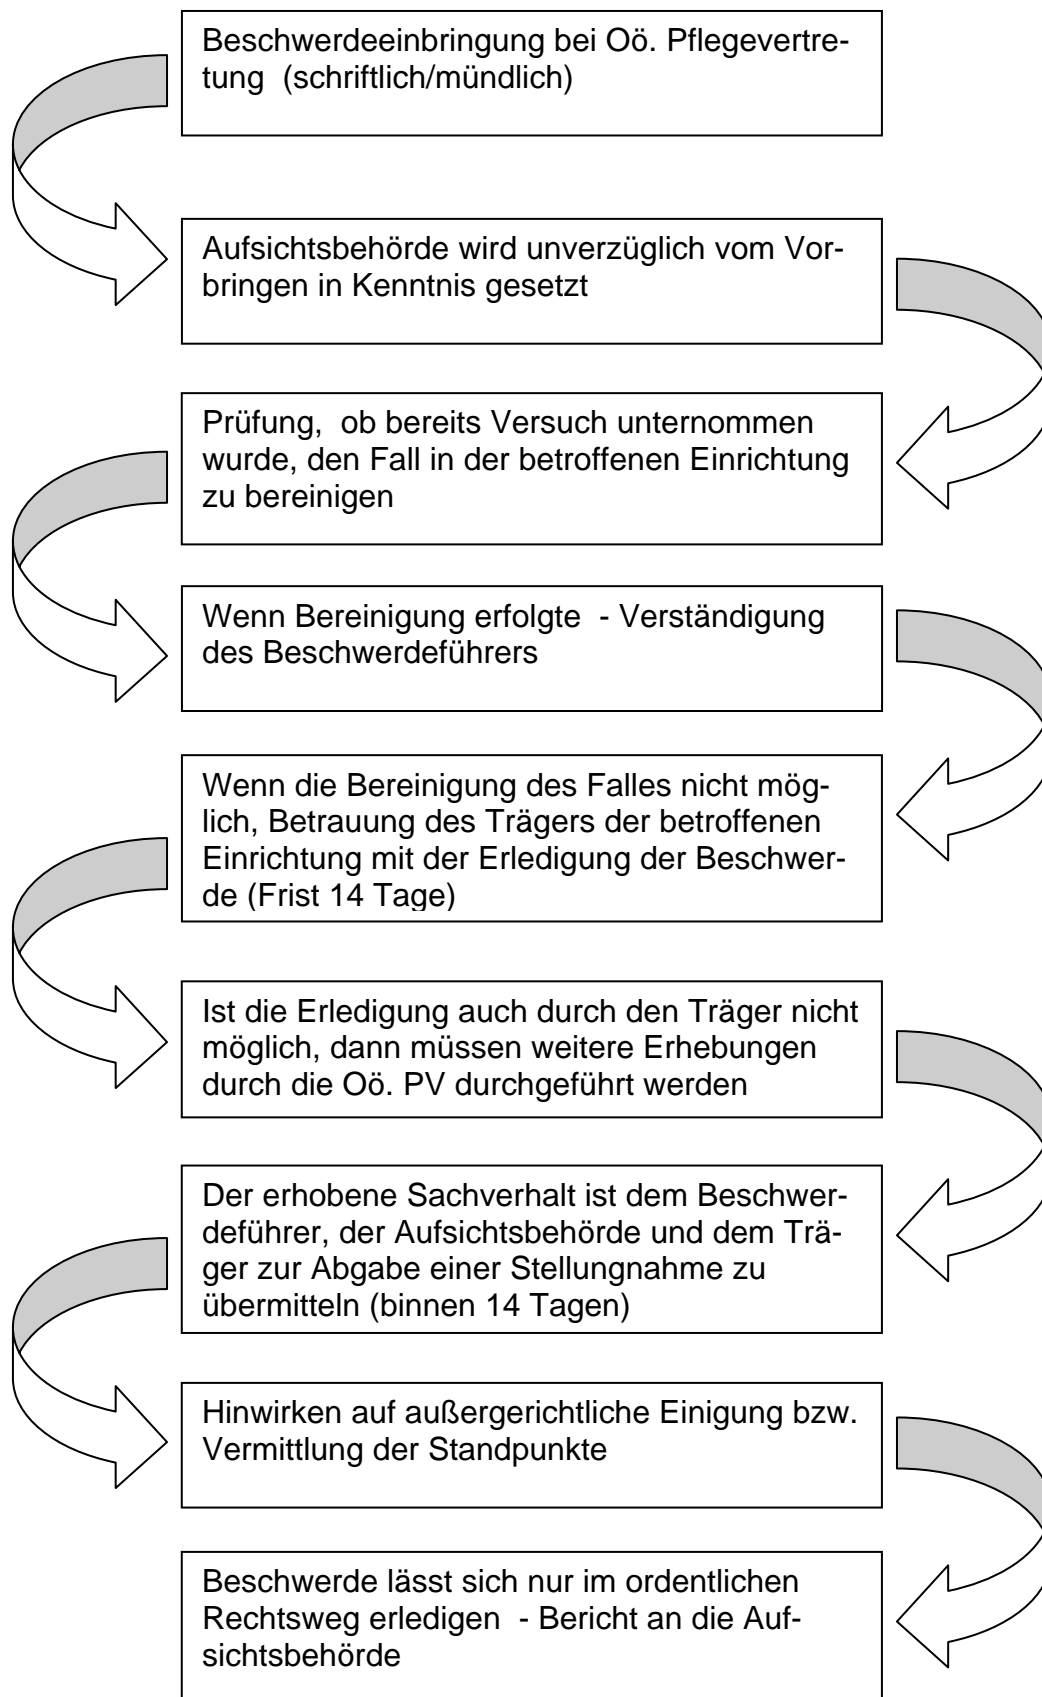 Beschwerdeeinbringung bei Oö. Pflegevertre-
tung  (schriftlich/mündlich)
Aufsichtsbehörde wird unverzüglich vom Vor-
bringen in Kenntnis gesetzt
Prüfung,  ob bereits Versuch unternommen
wurde, den Fall in der betroffenen Einrichtung
zu bereinigen
Wenn Bereinigung erfolgte  - Verständigung
des Beschwerdeführers
Wenn die Bereinigung des Falles nicht mög-
lich, Betrauung des Trägers der betroffenen
Einrichtung mit der Erledigung der Beschwer-
de (Frist 14 Tage)
Ist die Erledigung auch durch den Träger nicht
möglich, dann müssen weitere Erhebungen
durch die Oö. PV durchgeführt werden
Der erhobene Sachverhalt ist dem Beschwer-
deführer, der Aufsichtsbehörde und dem Trä-
ger zur Abgabe einer Stellungnahme zu
übermitteln (binnen 14 Tagen)
Hinwirken auf außergerichtliche Einigung bzw.
Vermittlung der Standpunkte
Beschwerde lässt sich nur im ordentlichen
Rechtsweg erledigen  - Bericht an die Auf-
sichtsbehörde